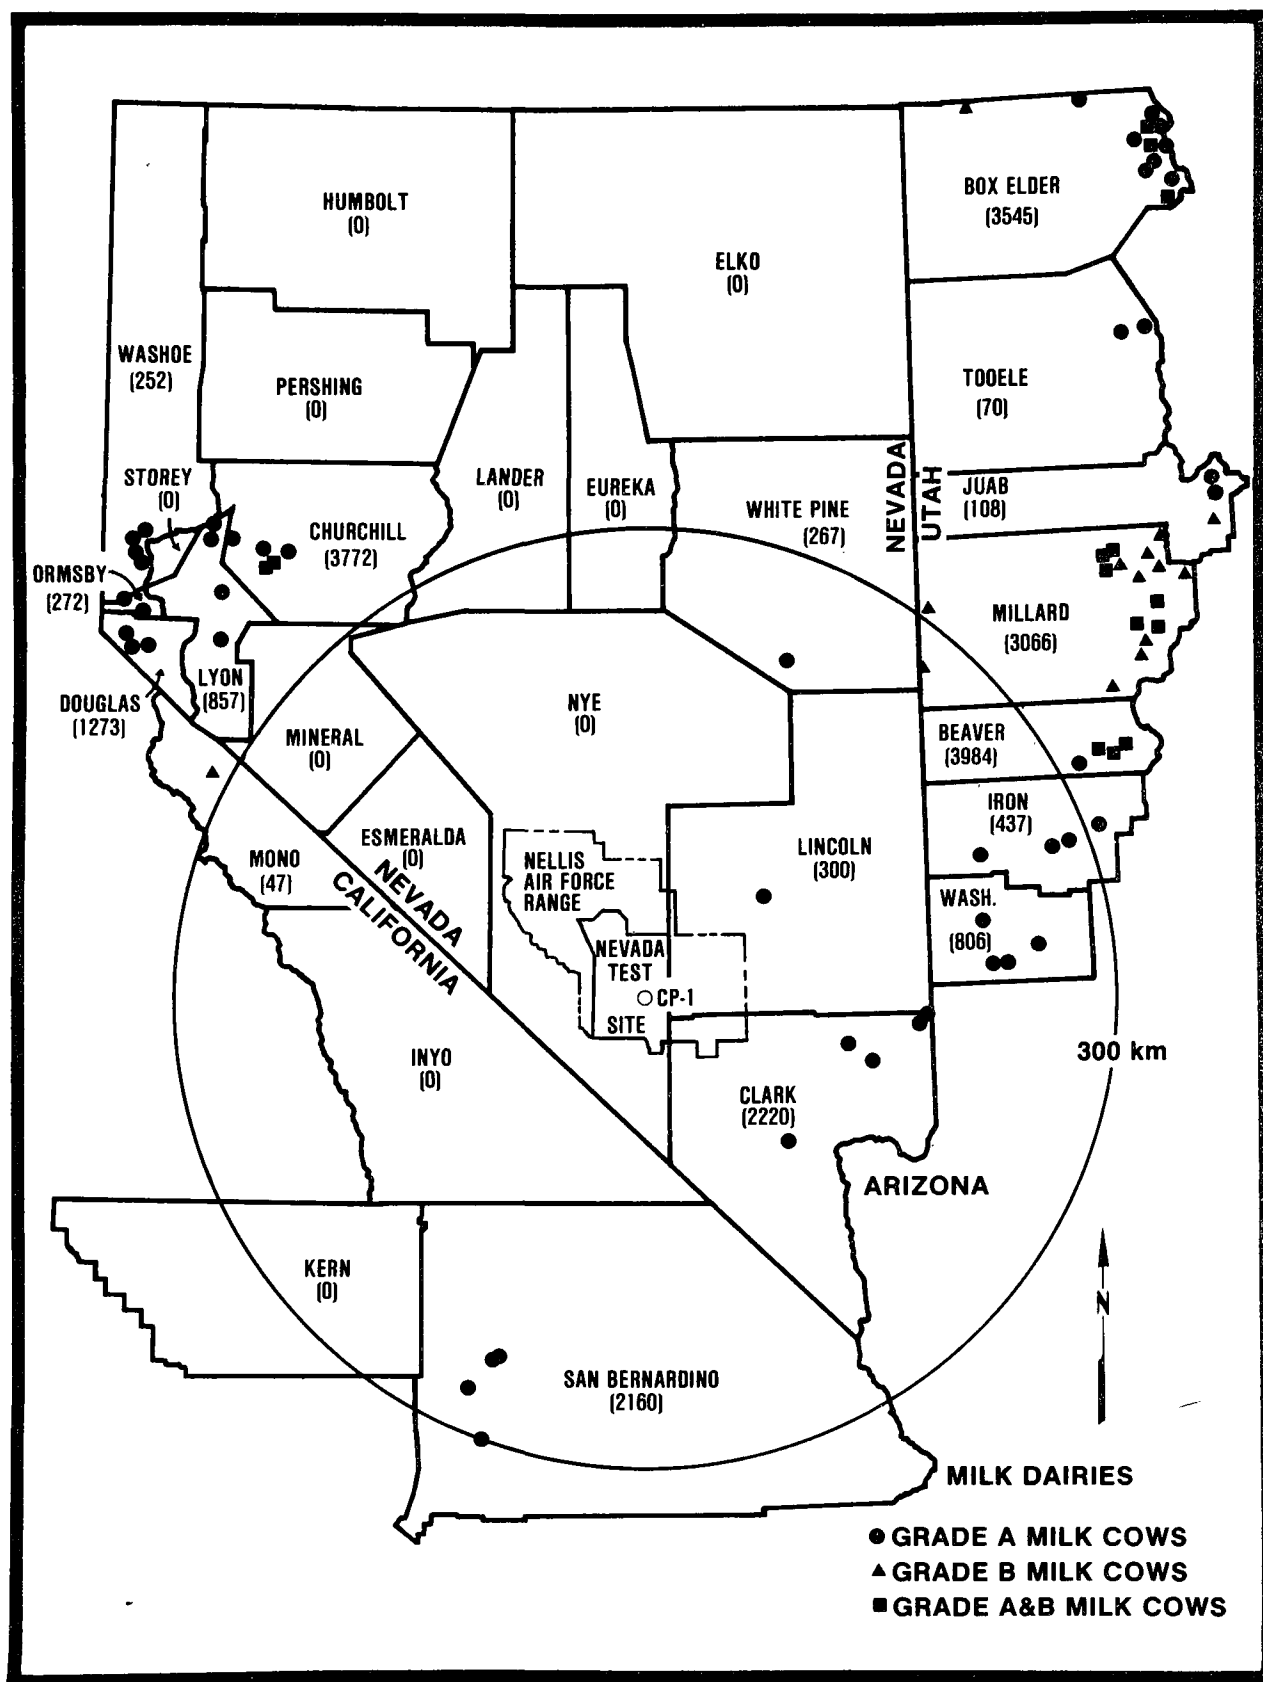 HUMBOLT
(0)
ELKO
(0)
BOX ELDER
(3545)
WASHOE
(252)
PERSHING
(0)
TOOELE
(70)
STOREY
(0)
LANDER
(0)
EUREKA
(0)
WHITE PINE
(267)
NEVADA
UTAH
JUAB
(108)
CHURCHILL
(3772)
ORMSBY
(272)
MILLARD
(3066)
LYON
(857)
DOUGLAS
(1273)
NYE
(0)
MINERAL
(0)
BEAVER
(3984)
IRON
(437)
ESMERALDA
(0)
MONO
(47)
NEVADA
CALIFORNIA
NELLIS
AIR FORCE
RANGE
LINCOLN
(300)
WASH.
(806)
NEVADA
TEST
CP-1
SITE
INYO
(0)
300 km
CLARK
(2220)
ARIZONA
KERN
(0)
N
SAN BERNARDINO
(2160)
MILK DAIRIES
GRADE A MILK COWS
GRADE B MILK COWS
GRADE A&B MILK COWS